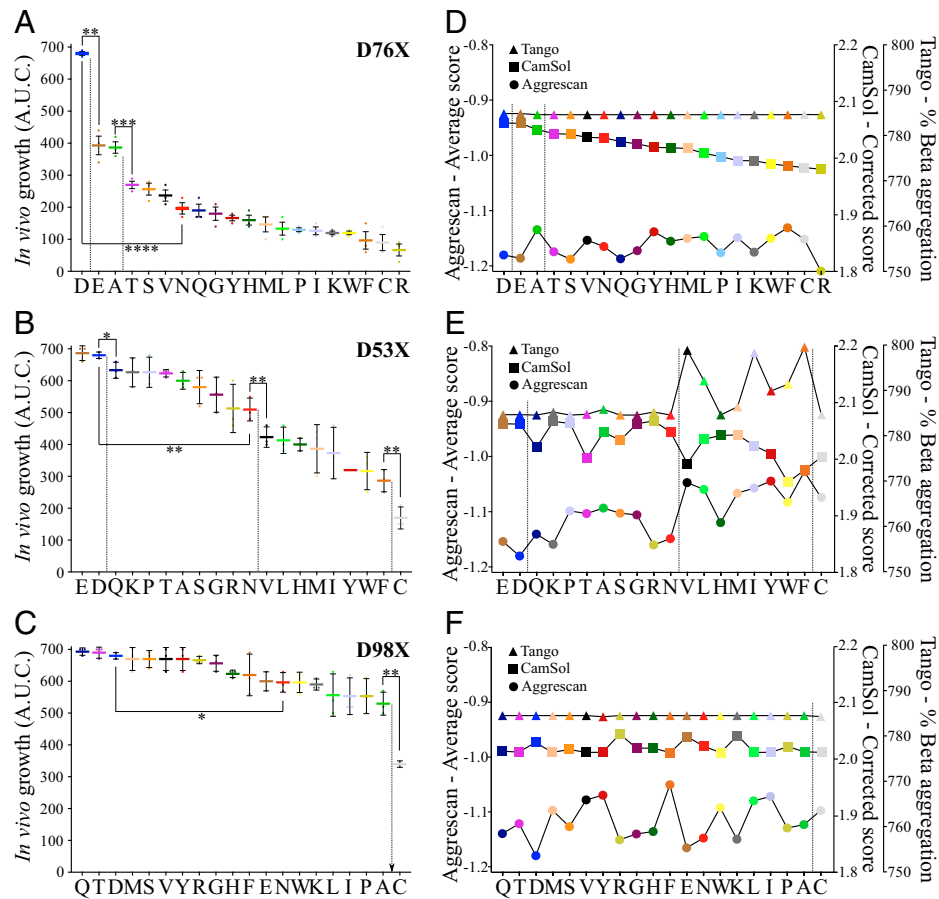 A
D76X
In vivo growth (A.U.C.)
700
600
500
400
300
200
100
0
**
***
****
D E A T S V N Q G Y H M L P I K W F C R
D
Aggrescan - Average score
-0.8
-0.9
-1.0
-1.1
-1.2
Tango
CamSol
Aggrescan
2.2
2.1
2.0
1.9
1.8
CamSol - Corrected score
800
790
780
770
760
750
Tango - % Beta aggregation
D E A T S V N Q G Y H M L P I K W F C R
B
D53X
In vivo growth (A.U.C.)
700
600
500
400
300
200
100
0
*
**
**
**
E D Q K P T A S G R N V L H M I Y W F C
E
Aggrescan - Average score
-0.8
-0.9
-1.0
-1.1
-1.2
Tango
CamSol
Aggrescan
2.2
2.1
2.0
1.9
1.8
CamSol - Corrected score
800
790
780
770
760
750
Tango - % Beta aggregation
E D Q K P T A S G R N V L H M I Y W F C
C
D98X
In vivo growth (A.U.C.)
700
600
500
400
300
200
100
0
*
**
Q T D M S V Y R G H F E N W K L I P A C
F
Aggrescan - Average score
-0.8
-0.9
-1.0
-1.1
-1.2
Tango
CamSol
Aggrescan
2.2
2.1
2.0
1.9
1.8
CamSol - Corrected score
800
790
780
770
760
750
Tango - % Beta aggregation
Q T D M S V Y R G H F E N W K L I P A C